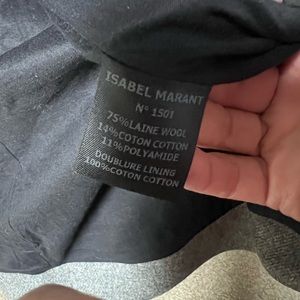 ISABEL MARANT
N° 1501
75%LAINE WOOL
14%COTON COTTON
11%POLYAMIDE
DOUBLURE LINING
100%COTON COTTON